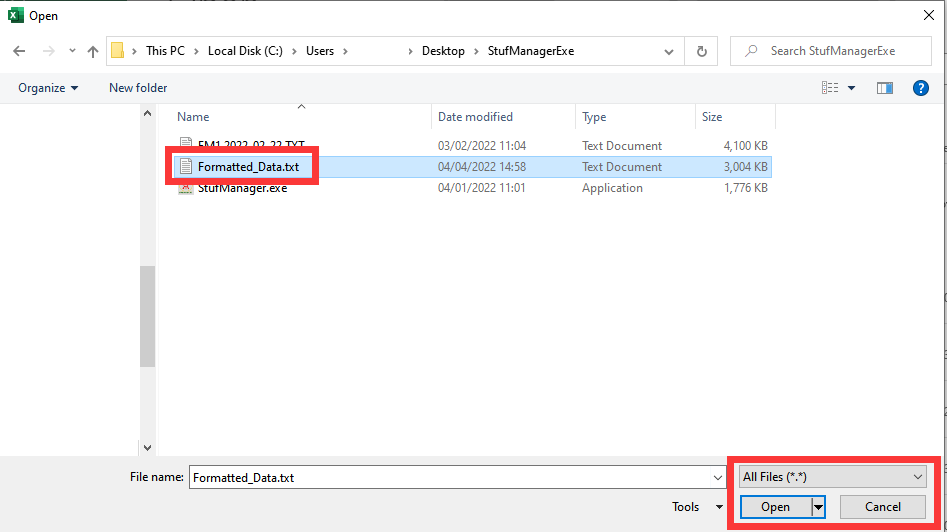 Open
This PC > Local Disk (C:) > Users > > Desktop > StufManagerExe
Search StufManagerExe
Organize New folder
Name Date modified Type Size
FM1 2022-02-22.TXT 03/02/2022 11:04 Text Document 4,100 KB
Formatted_Data.txt 04/04/2022 14:58 Text Document 3,004 KB
StufManager.exe 04/01/2022 11:01 Application 1,776 KB
File name: Formatted_Data.txt All Files (*.*)
Tools Open Cancel